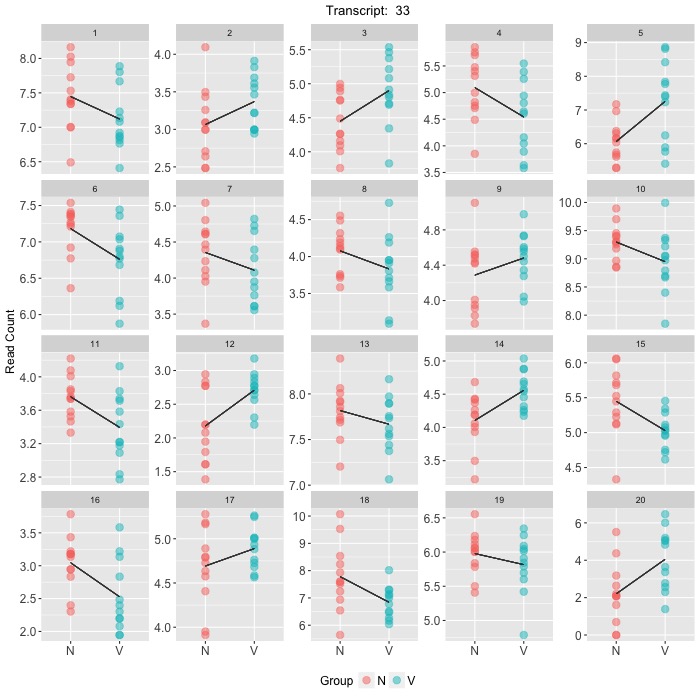 Transcript: 33
1 2 3 4 5
8.0 4.0 5.5 5.5 9
7.5 3.5 5.0 5.0 8
7.0 3.0 4.5 4.5 7
6.5 2.5 4.0 4.0 6
3.5
6 7 8 9 10
7.5 5.0 4.5 4.8 10.0
7.0 4.5 4.0 4.4 9.5
6.5 4.0 3.5 4.0 9.0
6.0 3.5 8.5
8.0
Read Count
11 12 13 14 15
4.0 3.0 8.0 5.0 6.0
3.6 2.5 7.5 4.5 5.5
3.2 2.0 7.0 4.0 5.0
2.8 1.5 3.5 4.5
16 17 18 19 20
3.5 5.0 10 6.5 6
3.0 4.5 9 6.0 4
2.5 4.0 8 5.5 2
2.0 7 5.0 0
6
N V N V N V N V N V
Group N V